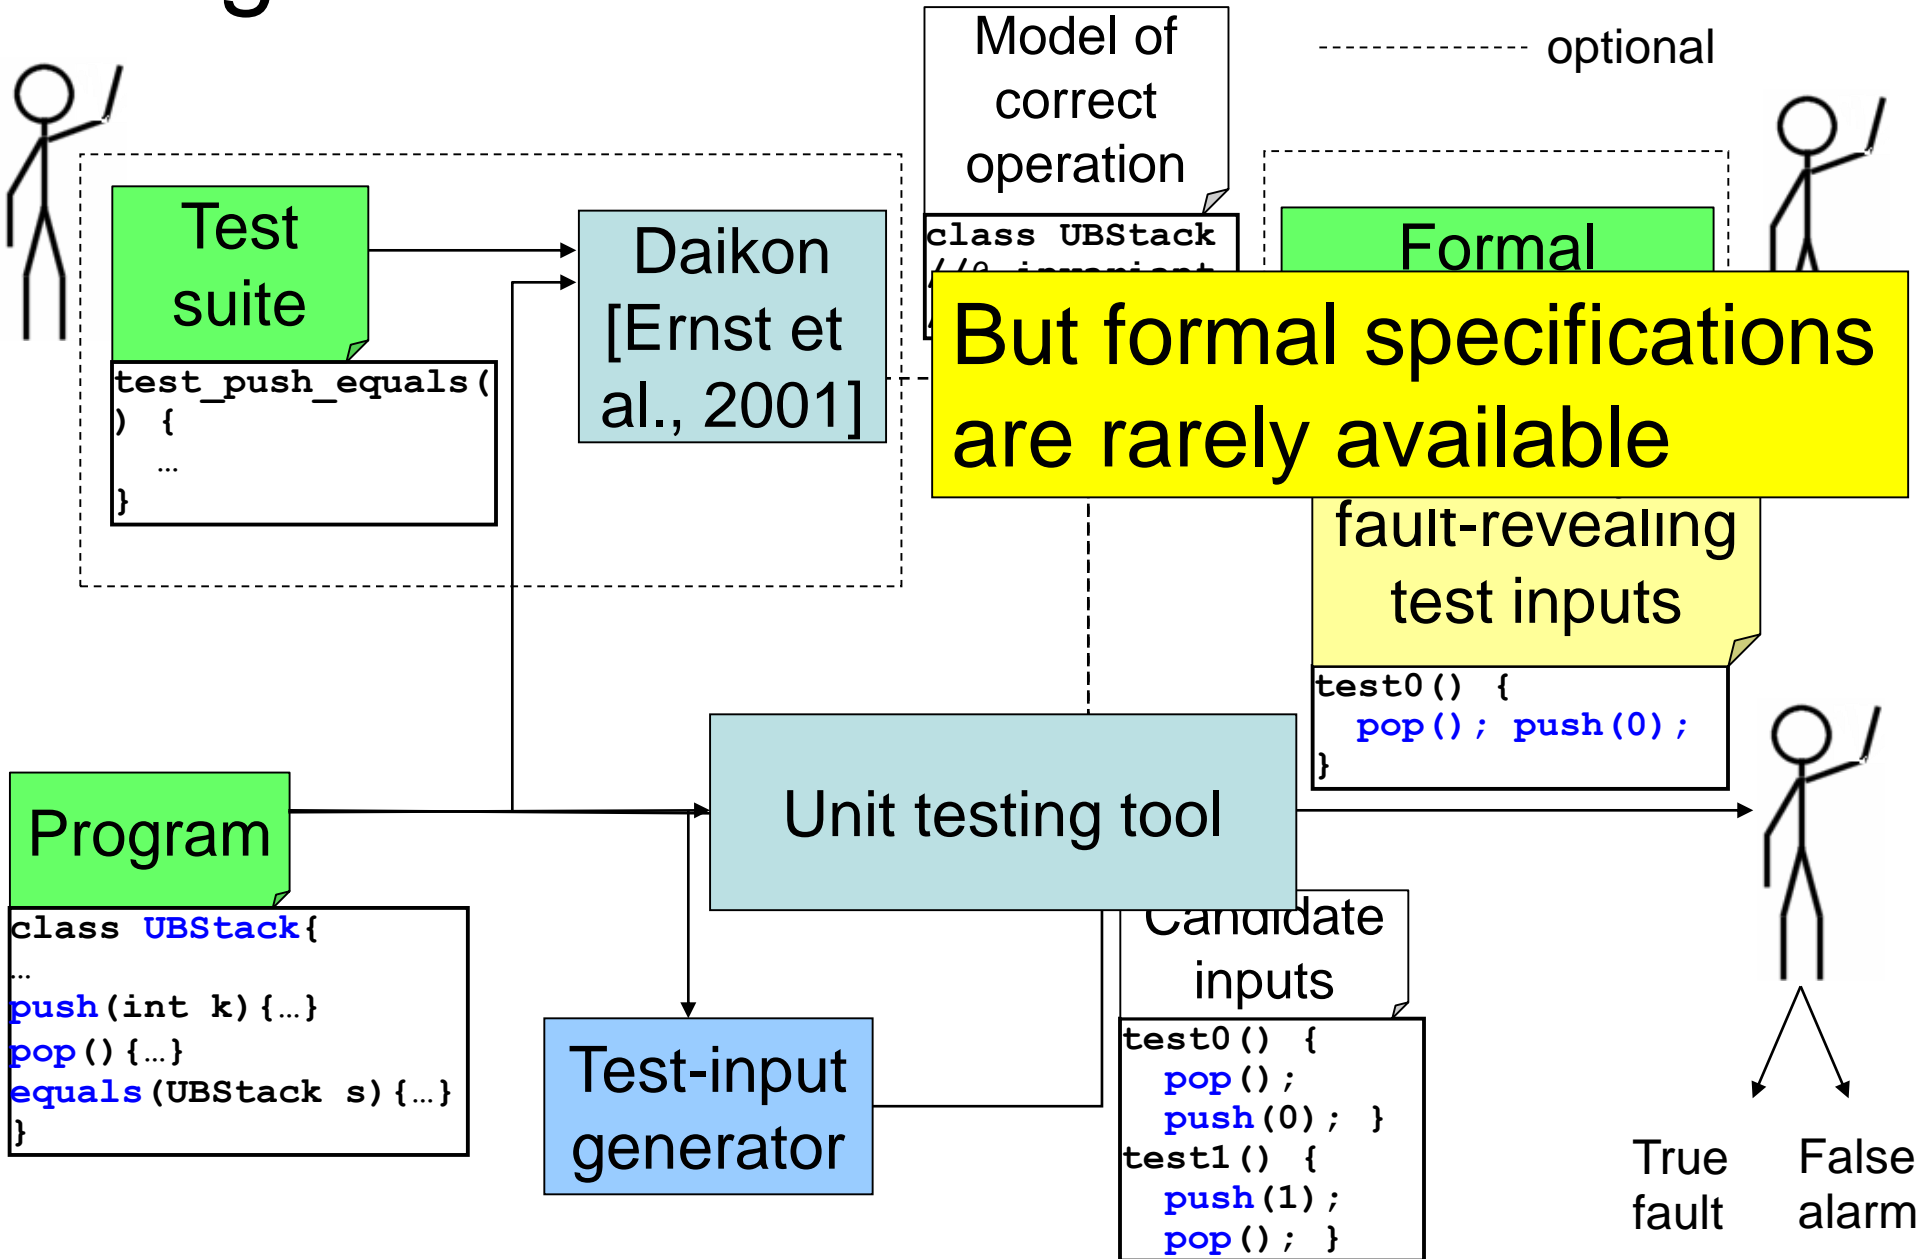 Model of
correct
operation
optional
Test
suite
test_push_equals(
) {
…
}
Daikon
[Ernst et
al., 2001]
class UBStack
Formal
But formal specifications
are rarely available
fault-revealing
test inputs
test0() {
pop(); push(0);
}
Program
class UBStack{
…
push(int k){…}
pop(){…}
equals(UBStack s){…}
}
Unit testing tool
Test-input
generator
Candidate
inputs
test0() {
pop();
push(0); }
test1() {
push(1);
pop(); }
True
fault
False
alarm